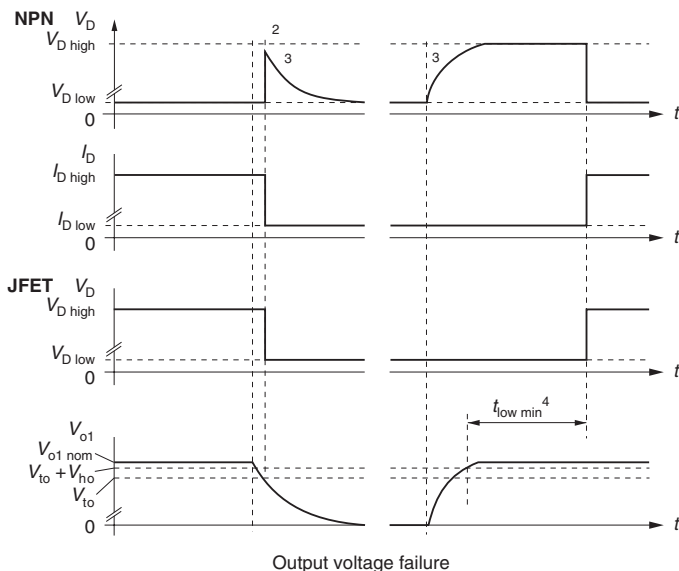 NPN V_D
V_D high
2
3
3
V_D low
0
t
I_D
I_D high
I_D low
0
t
JFET V_D
V_D high
V_D low
0
t
t_low min^4
V_o1
V_o1 nom
V_to + V_ho
V_to
0
t
Output voltage failure